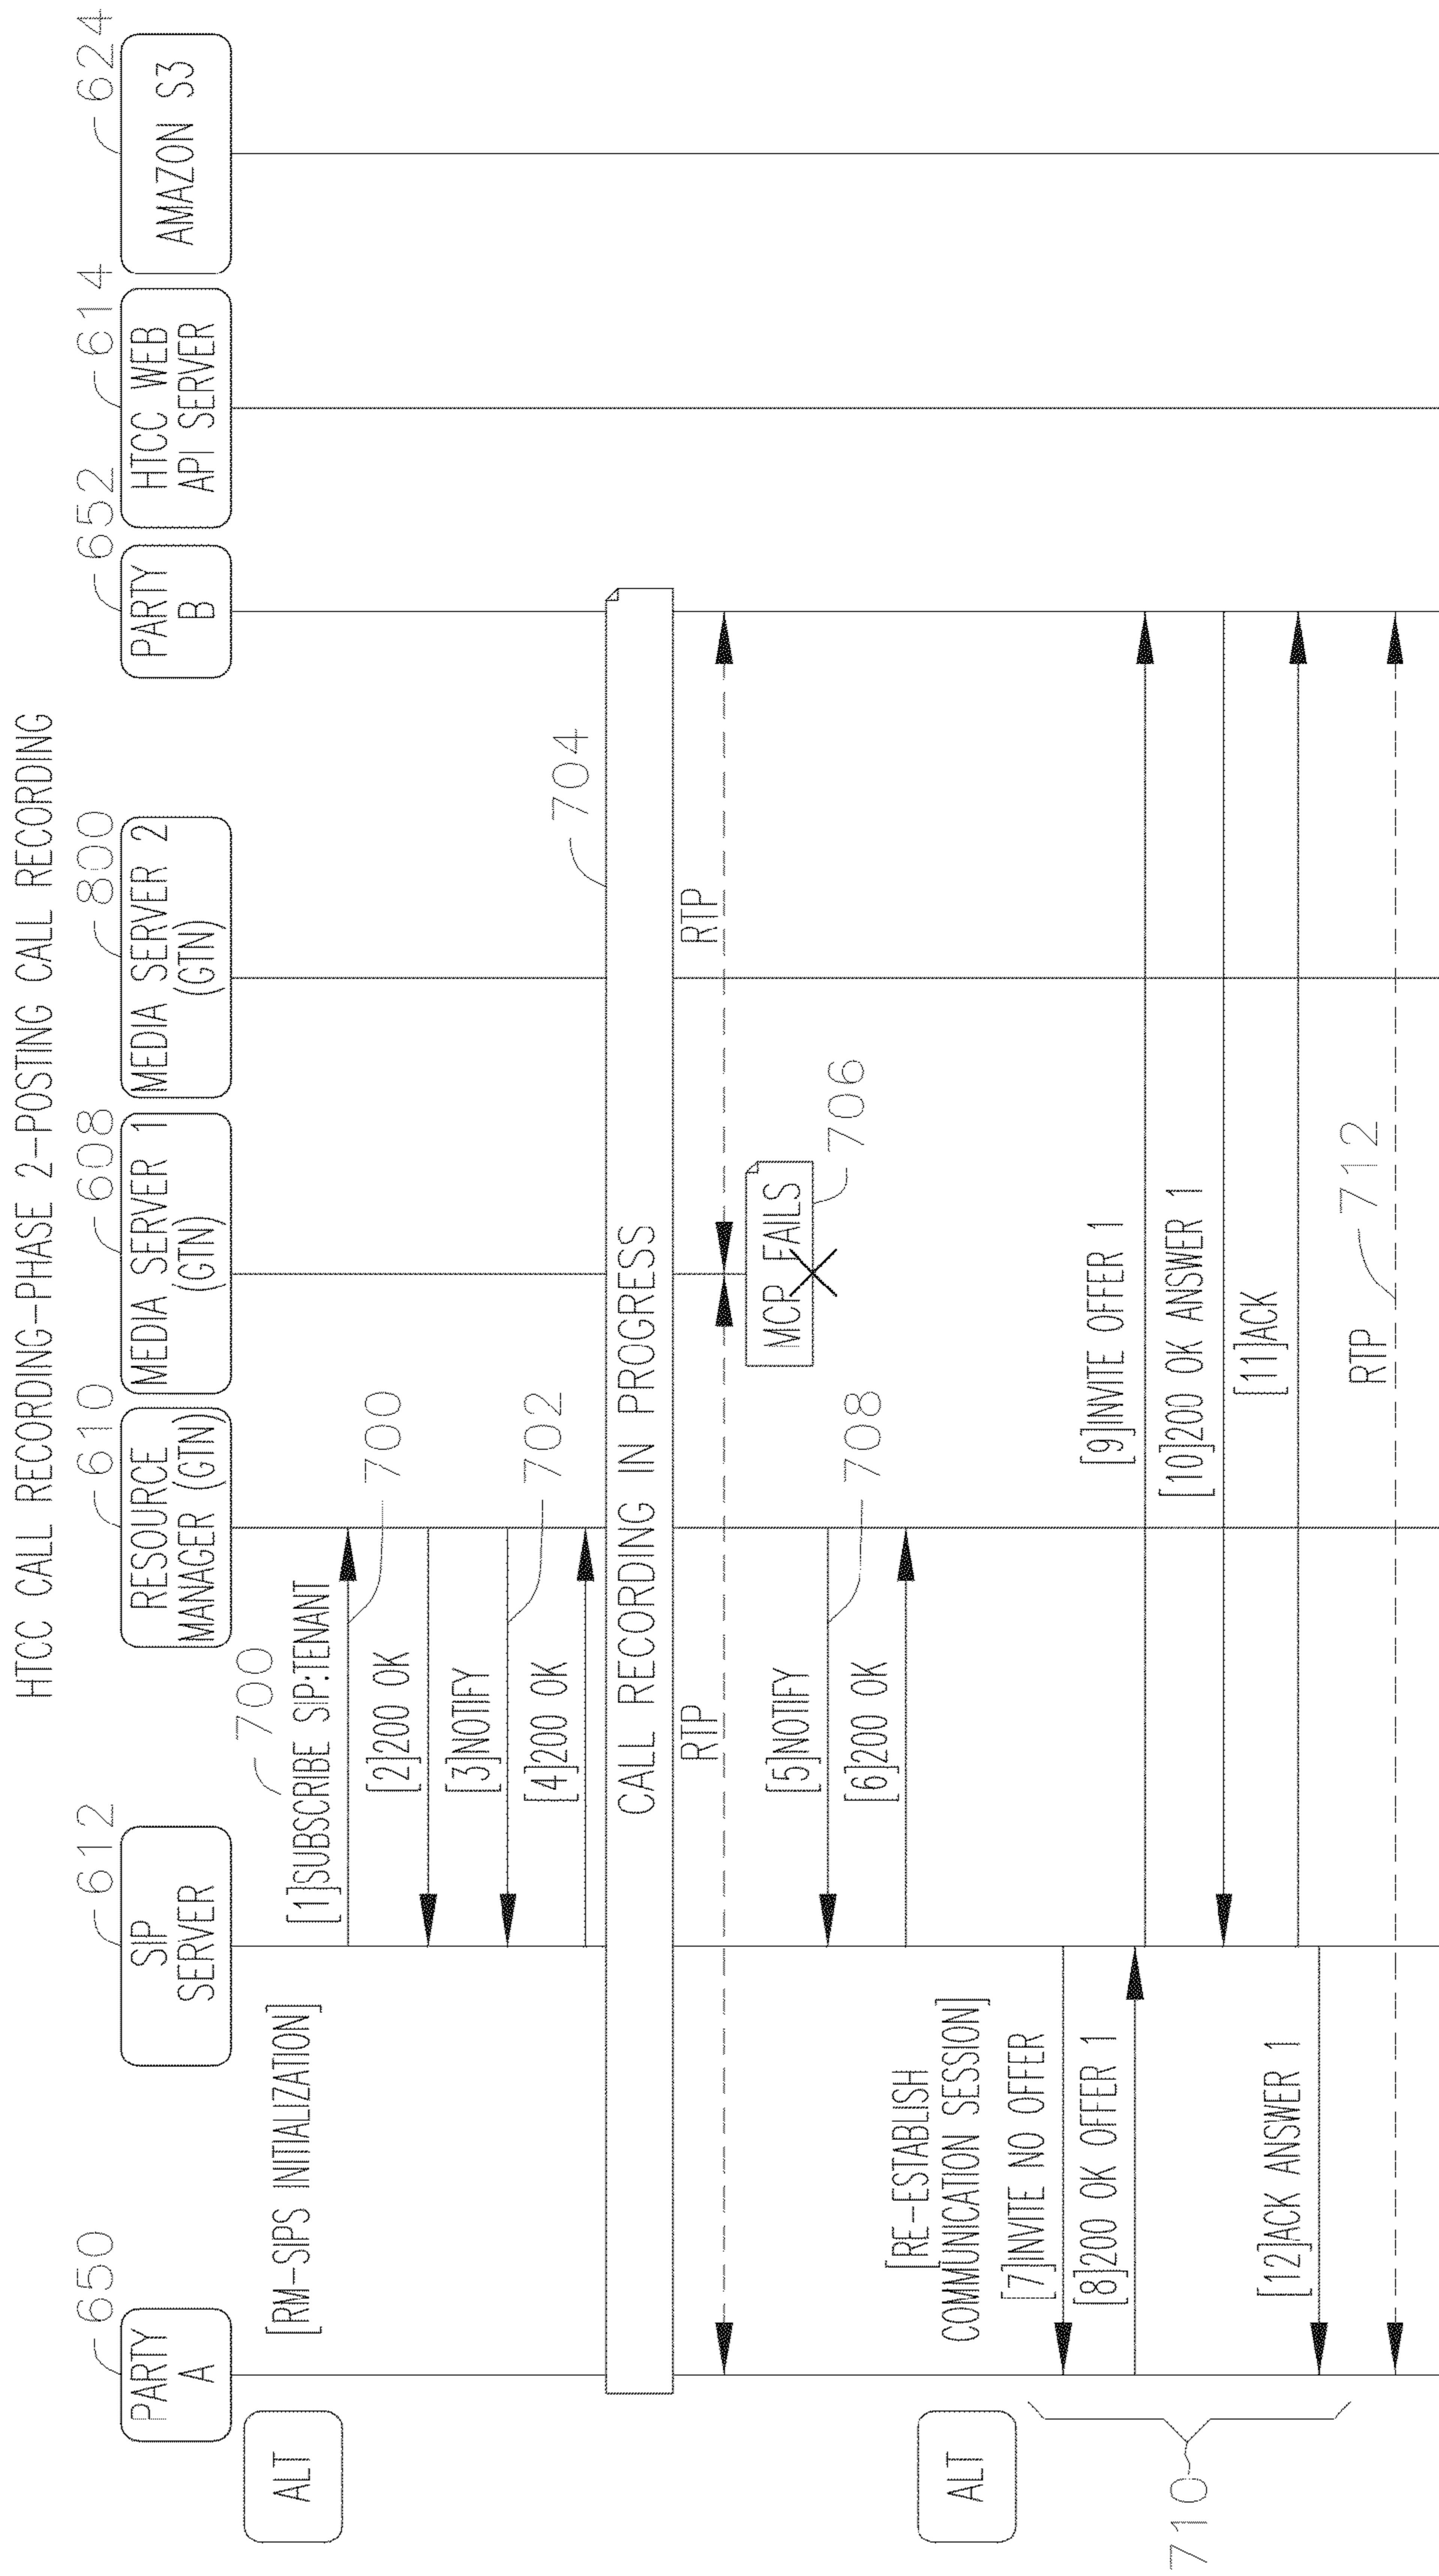 HTCC CALL RECORDING-PHASE 2-POSTING CALL RECORDING
650
612
610
608
800
652
614
624
PARTY
A
SIP
SERVER
RESOURCE
MANAGER (GTN)
MEDIA SERVER 1
(GTN)
MEDIA SERVER 2
(GTN)
PARTY
B
HTCC WEB
API SERVER
AMAZON S3
ALT
[RM-SIPS INITIALIZATION]
700
[1]SUBSCRIBE SIP:TENANT
700
[2]200 OK
[3]NOTIFY
702
[4]200 OK
704
CALL RECORDING IN PROGRESS
RTP
RTP
MCP FAILS
706
[5]NOTIFY
708
[6]200 OK
ALT
[RE-ESTABLISH
COMMUNICATION SESSION]
[7]INVITE NO OFFER
[8]200 OK OFFER 1
[9]INVITE OFFER 1
710
[10]200 OK ANSWER 1
[11]ACK
[12]ACK ANSWER 1
RTP
712